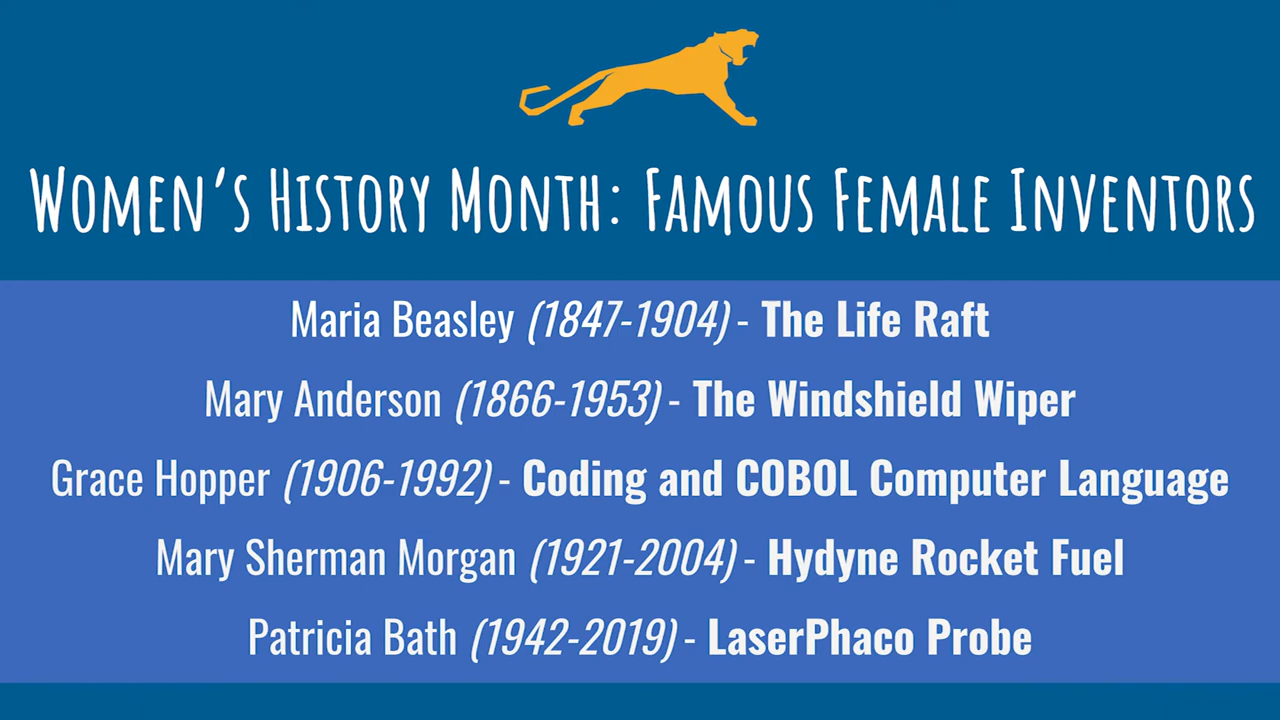 Women's History Month: Famous Female Inventors
Maria Beasley (1847-1904) - The Life Raft
Mary Anderson (1866-1953) - The Windshield Wiper
Grace Hopper (1906-1992) - Coding and COBOL Computer Language
Mary Sherman Morgan (1921-2004) - Hydyne Rocket Fuel
Patricia Bath (1942-2019) - LaserPhaco Probe